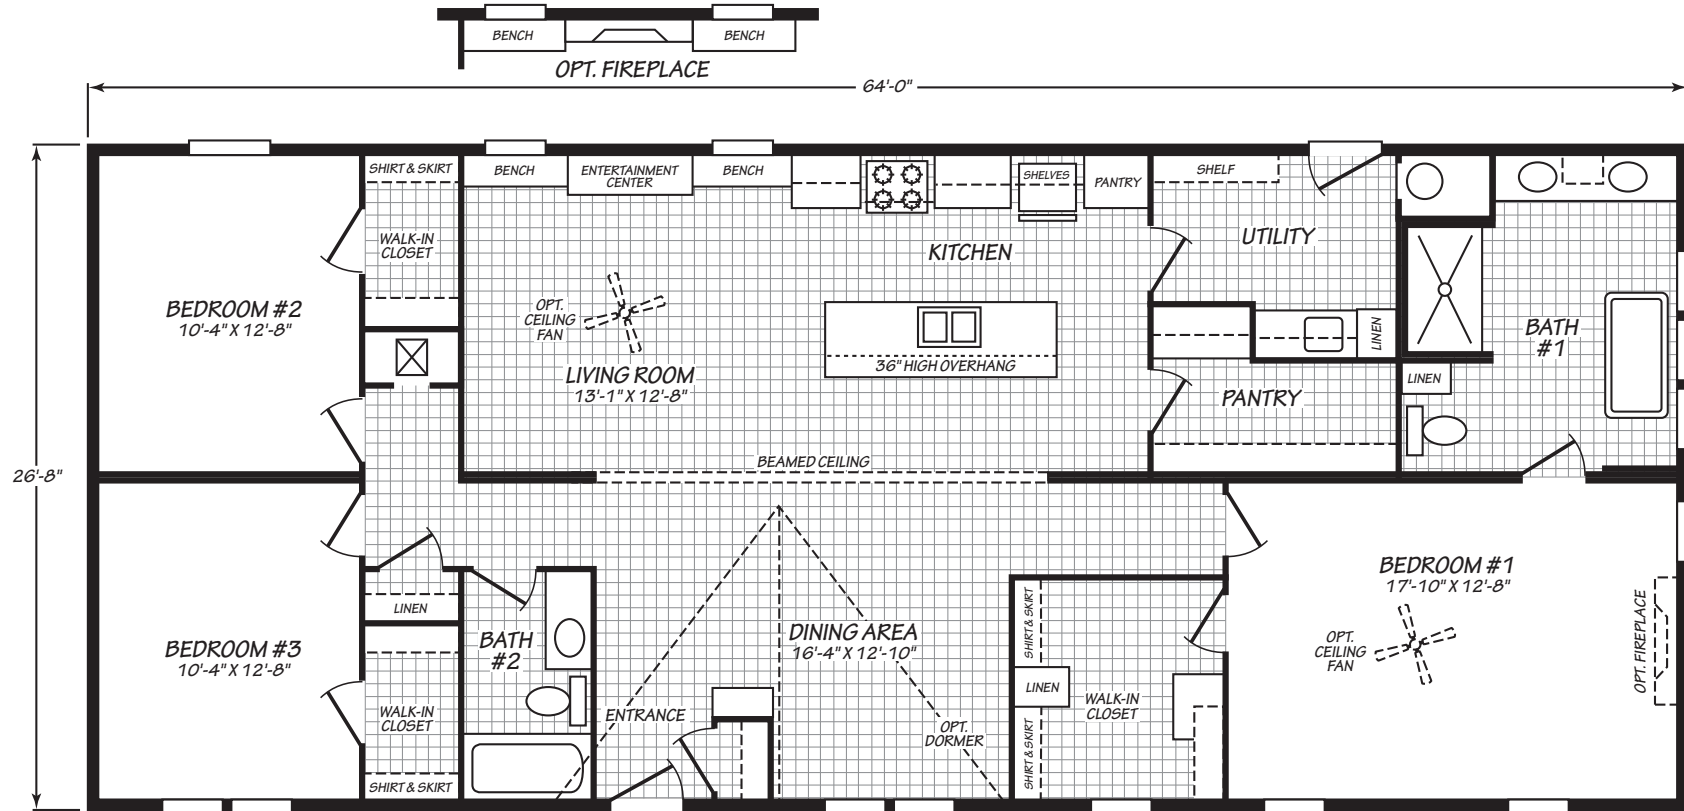 BENCH
BENCH
OPT. FIREPLACE
64'-0"
26'-8"
SHIRT & SKIRT
BENCH
ENTERTAINMENT
CENTER
BENCH
SHELVES
PANTRY
SHELF
WALK-IN
CLOSET
KITCHEN
UTILITY
BEDROOM #2
10'-4" X 12'-8"
OPT.
CEILING
FAN
LINEN
BATH
#1
36" HIGH OVERHANG
LIVING ROOM
13'-1" X 12'-8"
LINEN
PANTRY
BEAMED CEILING
BEDROOM #1
17'-10" X 12'-8"
LINEN
SHIRT & SKIRT
BEDROOM #3
10'-4" X 12'-8"
BATH
#2
DINING AREA
16'-4" X 12'-10"
OPT.
CEILING
FAN
OPT. FIREPLACE
LINEN
WALK-IN
CLOSET
WALK-IN
CLOSET
ENTRANCE
OPT.
DORMER
SHIRT & SKIRT
SHIRT & SKIRT